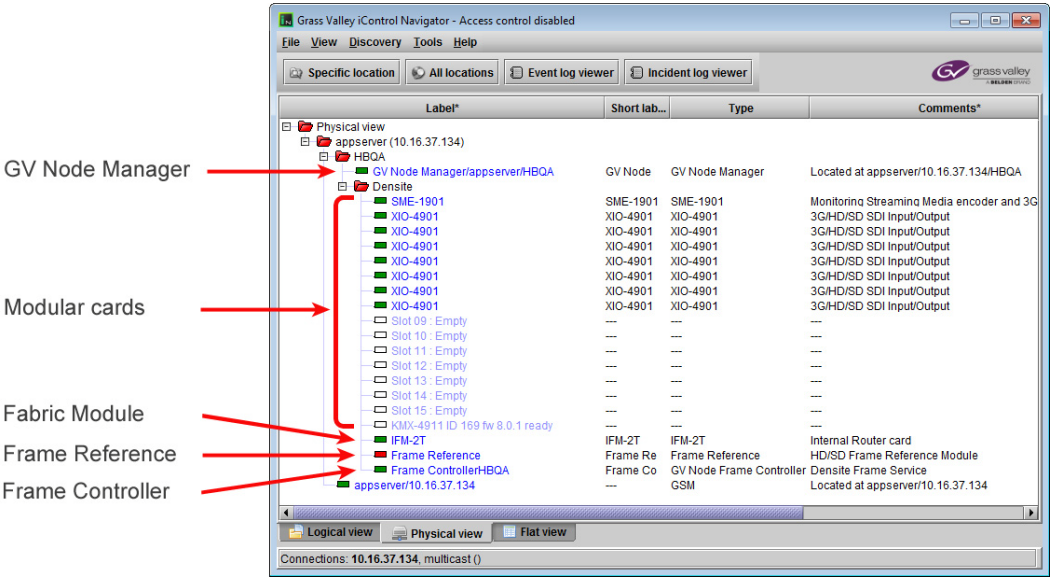 Grass Valley iControl Navigator - Access control disabled
File View Discovery Tools Help
Specific location All locations Event log viewer Incident log viewer
GV grass valley
A BELDEN BRAND
Label* Short lab... Type Comments*
Physical view
appserver (10.16.37.134)
HBQA
GV Node Manager
GV Node Manager/appserver/HBQA GV Node GV Node Manager Located at appserver/10.16.37.134/HBQA
Densite
SME-1901 SME-1901 SME-1901 Monitoring Streaming Media encoder and 3G
XIO-4901 XIO-4901 XIO-4901 3G/HD/SD SDI Input/Output
XIO-4901 XIO-4901 XIO-4901 3G/HD/SD SDI Input/Output
XIO-4901 XIO-4901 XIO-4901 3G/HD/SD SDI Input/Output
XIO-4901 XIO-4901 XIO-4901 3G/HD/SD SDI Input/Output
XIO-4901 XIO-4901 XIO-4901 3G/HD/SD SDI Input/Output
XIO-4901 XIO-4901 XIO-4901 3G/HD/SD SDI Input/Output
XIO-4901 XIO-4901 XIO-4901 3G/HD/SD SDI Input/Output
Modular cards
Slot 09 : Empty --- --- ---
Slot 10 : Empty --- --- ---
Slot 11 : Empty --- --- ---
Slot 12 : Empty --- --- ---
Slot 13 : Empty --- --- ---
Slot 14 : Empty --- --- ---
Slot 15 : Empty --- --- ---
KMX-4911 ID 169 fw 8.0.1 ready --- --- ---
Fabric Module
IFM-2T IFM-2T IFM-2T Internal Router card
Frame Reference
Frame Reference Frame Re Frame Reference HD/SD Frame Reference Module
Frame Controller
Frame ControllerHBQA Frame Co GV Node Frame Controller Densite Frame Service
appserver/10.16.37.134 --- GSM Located at appserver/10.16.37.134
Logical view Physical view Flat view
Connections: 10.16.37.134, multicast ()